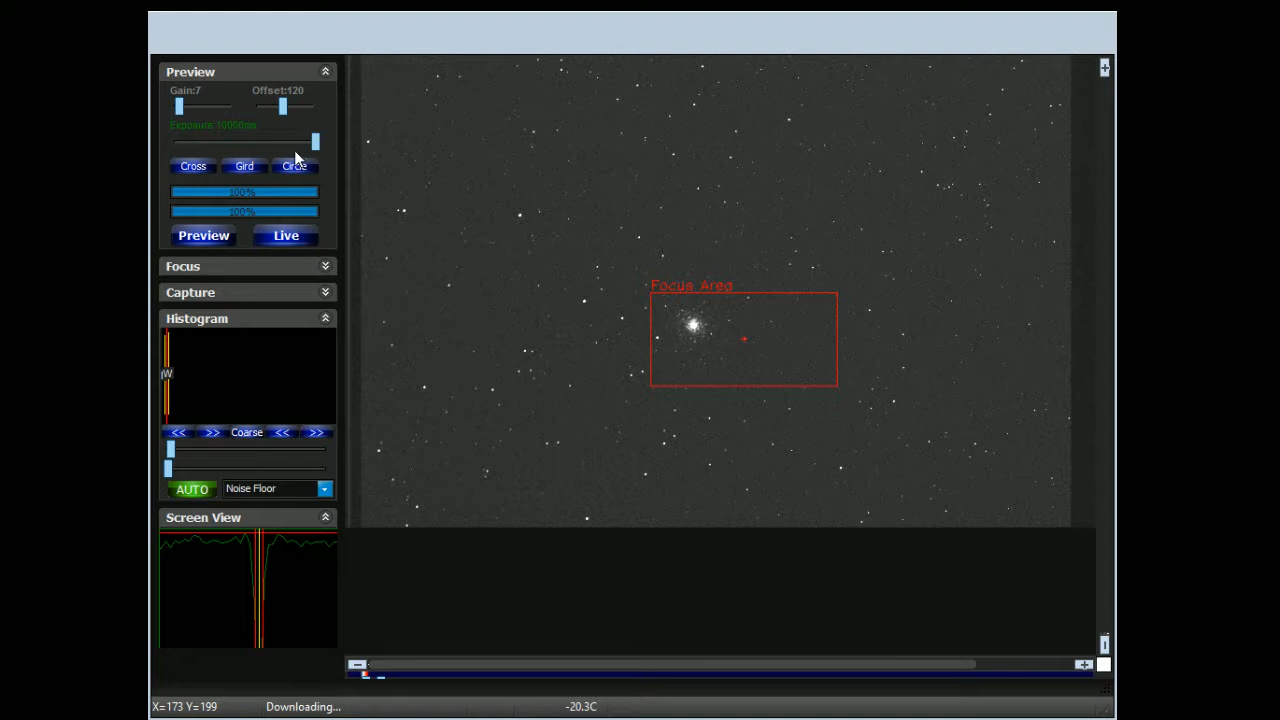 Preview
Gain:7 Offset:120
Exposure:10000ms
Cross Gird Circle
100%
100%
Preview Live
Focus
Capture
Histogram
<< >> Coarse << >>
AUTO Noise Floor
Screen View
Focus Area
X=173 Y=199 Downloading... -20.3C